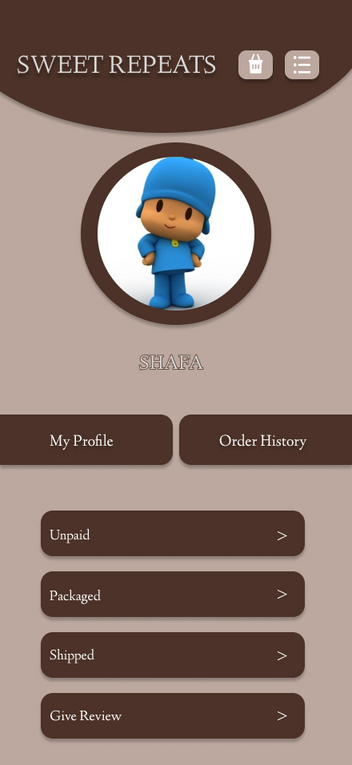 SWEET REPEATS
SHAFA
My Profile
Order History
Unpaid >
Packaged >
Shipped >
Give Review >